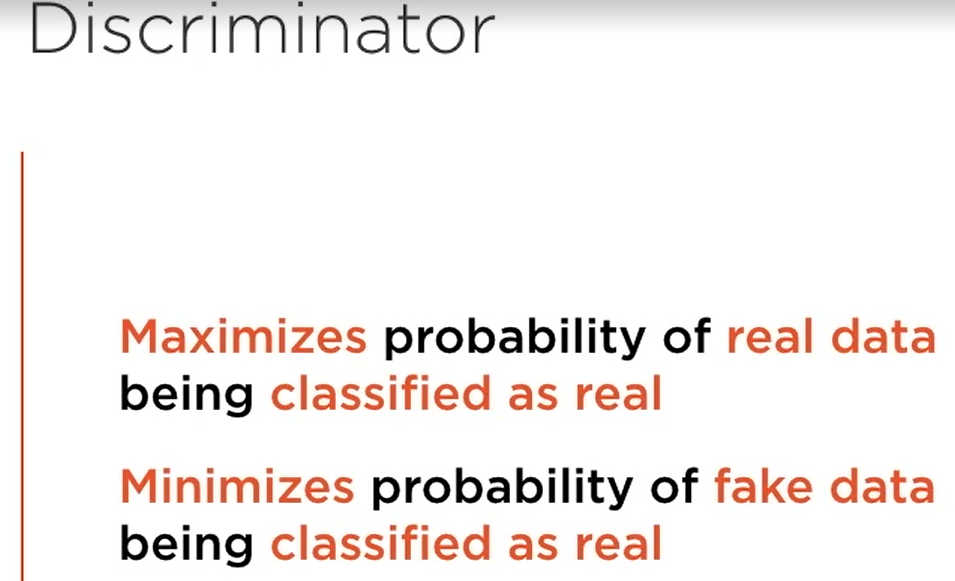 Discriminator
Maximizes probability of real data
being classified as real
Minimizes probability of fake data
being classified as real